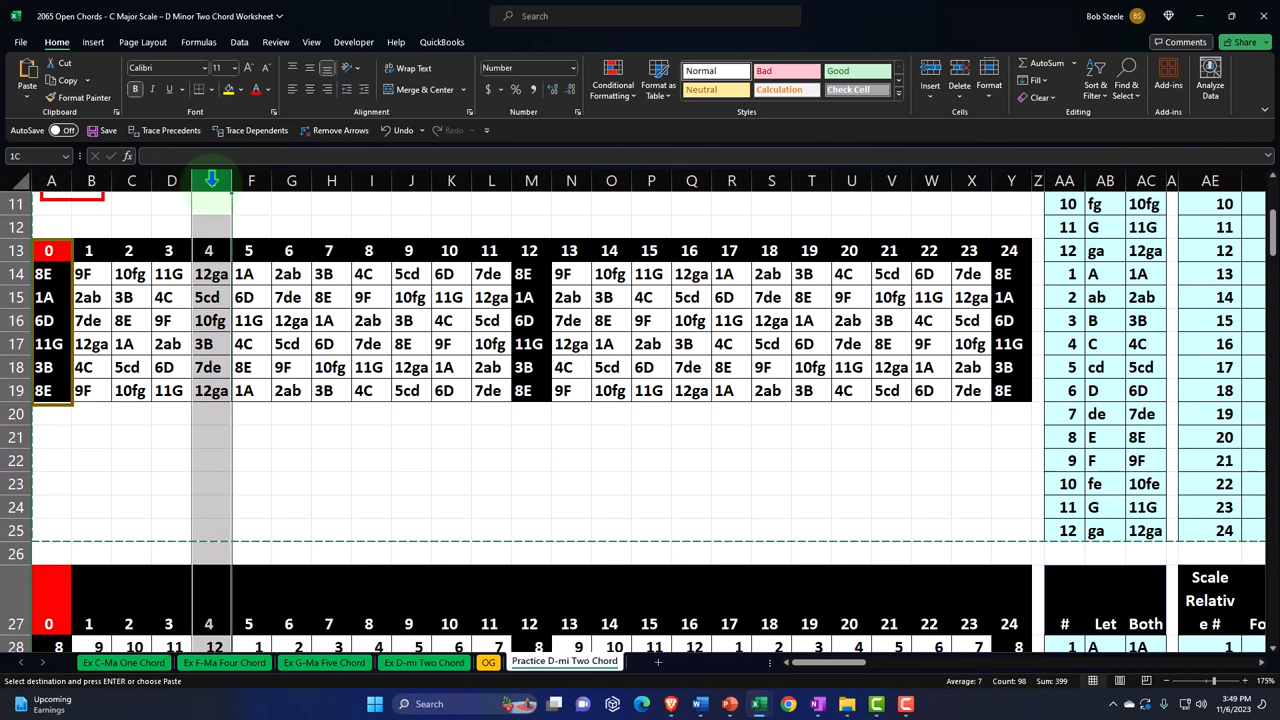 2065 Open Chords - C Major Scale – D Minor Two Chord Worksheet
Search
Bob Steele BS
File Home Insert Page Layout Formulas Data Review View Developer Help QuickBooks Comments Share
Paste Cut Copy Format Painter
Clipboard
Calibri 11
B I U
Font
Wrap Text
Merge & Center
Alignment
Number
$ % ,
Number
Conditional Formatting Format as Table
Normal Bad Good
Neutral Calculation Check Cell
Styles
Insert Delete Format
Cells
AutoSum
Fill
Clear
Sort & Filter Find & Select
Editing
Add-ins
Add-ins
Analyze Data
AutoSave Off Save Trace Precedents Trace Dependents Remove Arrows Undo Redo
1C fx
A B C D F G H I J K L M N O P Q R S T U V W X Y Z AA AB AC A AE
11 10 fg 10fg 10
12 11 G 11G 11
13 0 1 2 3 4 5 6 7 8 9 10 11 12 13 14 15 16 17 18 19 20 21 22 23 24 12 ga 12ga 12
14 8E 9F 10fg 11G 12ga 1A 2ab 3B 4C 5cd 6D 7de 8E 9F 10fg 11G 12ga 1A 2ab 3B 4C 5cd 6D 7de 8E 1 A 1A 13
15 1A 2ab 3B 4C 5cd 6D 7de 8E 9F 10fg 11G 12ga 1A 2ab 3B 4C 5cd 6D 7de 8E 9F 10fg 11G 12ga 1A 2 ab 2ab 14
16 6D 7de 8E 9F 10fg 11G 12ga 1A 2ab 3B 4C 5cd 6D 7de 8E 9F 10fg 11G 12ga 1A 2ab 3B 4C 5cd 6D 3 B 3B 15
17 11G 12ga 1A 2ab 3B 4C 5cd 6D 7de 8E 9F 10fg 11G 12ga 1A 2ab 3B 4C 5cd 6D 7de 8E 9F 10fg 11G 4 C 4C 16
18 3B 4C 5cd 6D 7de 8E 9F 10fg 11G 12ga 1A 2ab 3B 4C 5cd 6D 7de 8E 9F 10fg 11G 12ga 1A 2ab 3B 5 cd 5cd 17
19 8E 9F 10fg 11G 12ga 1A 2ab 3B 4C 5cd 6D 7de 8E 9F 10fg 11G 12ga 1A 2ab 3B 4C 5cd 6D 7de 8E 6 D 6D 18
20 7 de 7de 19
21 8 E 8E 20
22 9 F 9F 21
23 10 fe 10fe 22
24 11 G 11G 23
25 12 ga 12ga 24
26
27 0 1 2 3 4 5 6 7 8 9 10 11 12 13 14 15 16 17 18 19 20 21 22 23 24 # Let Both Scale Relativ e # Fo
28 8 9 10 11 12 1 2 3 4 5 6 7 8 9 10 11 12 1 2 3 4 5 6 7 8 1 A 1A 1
Ex C-Ma One Chord Ex F-Ma Four Chord Ex G-Ma Five Chord Ex D-mi Two Chord OG Practice D-mi Two Chord
Select destination and press ENTER or choose Paste Average: 7 Count: 98 Sum: 399 175%
Upcoming
Earnings
Search
3:49 PM
11/6/2023